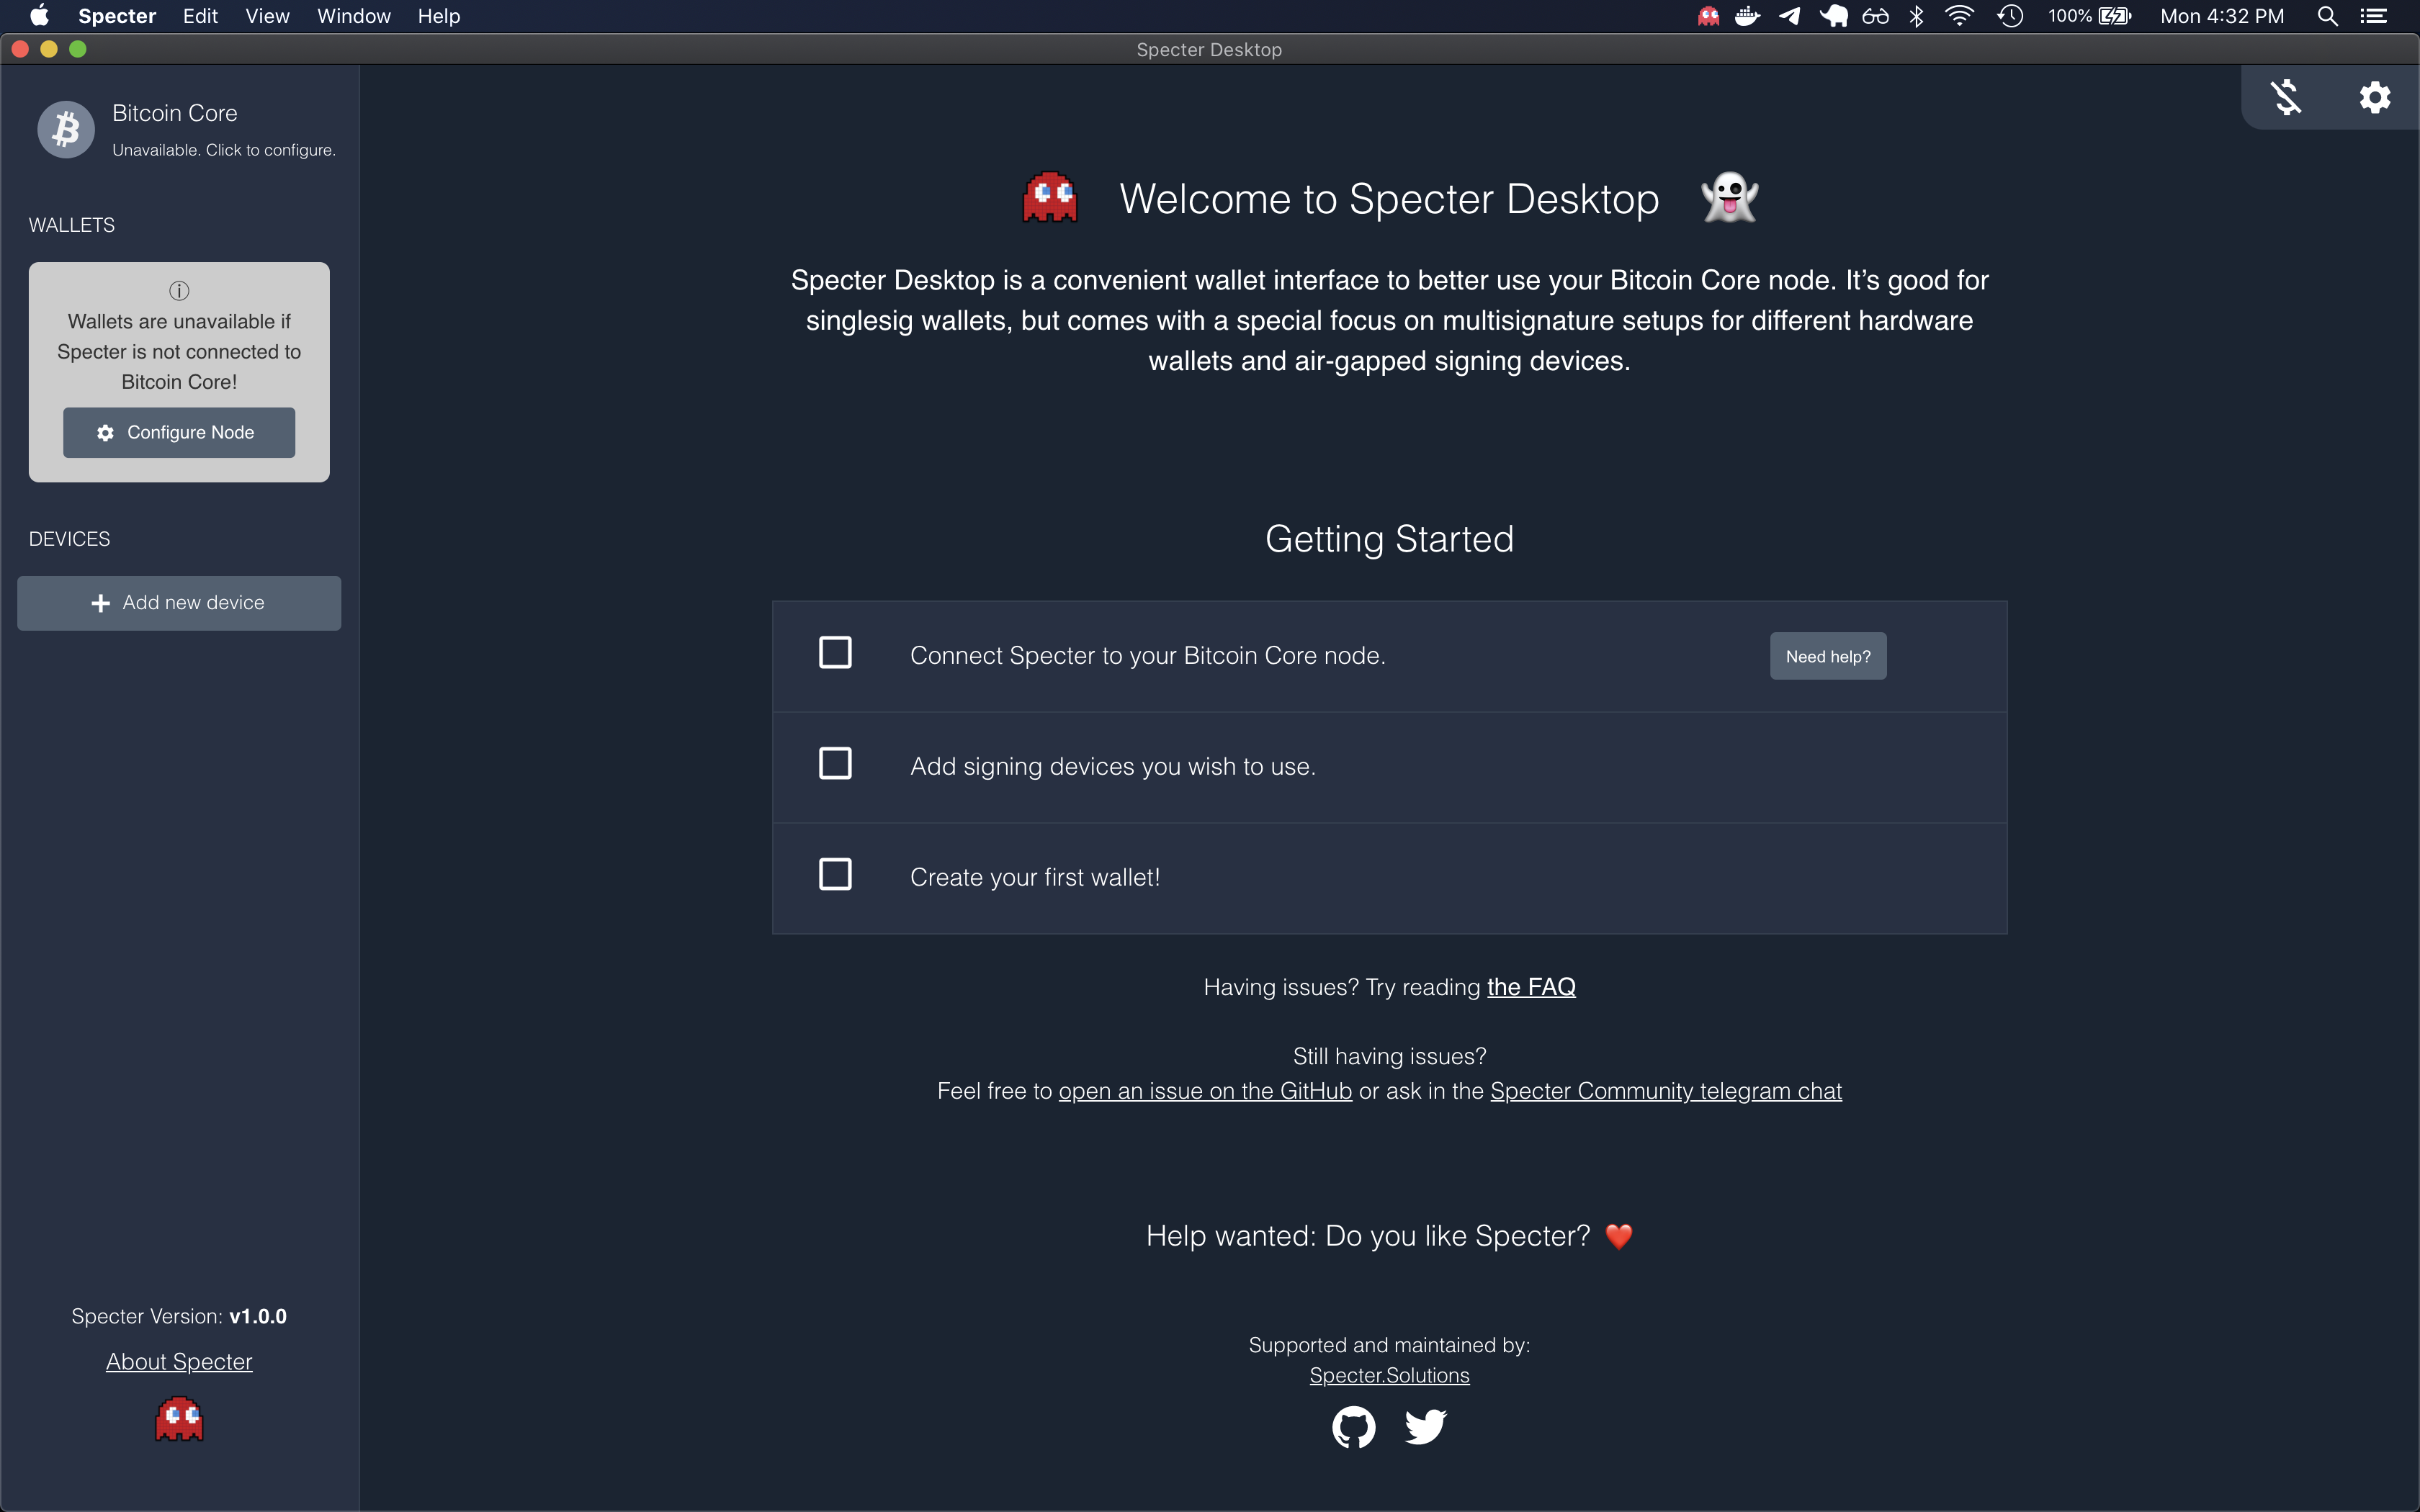 Specter Edit View Window Help
100% Mon 4:32 PM
Specter Desktop
Bitcoin Core
Unavailable. Click to configure.
WALLETS
Wallets are unavailable if
Specter is not connected to
Bitcoin Core!
Configure Node
DEVICES
Add new device
Specter Version: v1.0.0
About Specter
Welcome to Specter Desktop
Specter Desktop is a convenient wallet interface to better use your Bitcoin Core node. It’s good for
singlesig wallets, but comes with a special focus on multisignature setups for different hardware
wallets and air-gapped signing devices.
Getting Started
Connect Specter to your Bitcoin Core node.
Need help?
Add signing devices you wish to use.
Create your first wallet!
Having issues? Try reading the FAQ
Still having issues?
Feel free to open an issue on the GitHub or ask in the Specter Community telegram chat
Help wanted: Do you like Specter? ❤️
Supported and maintained by:
Specter.Solutions